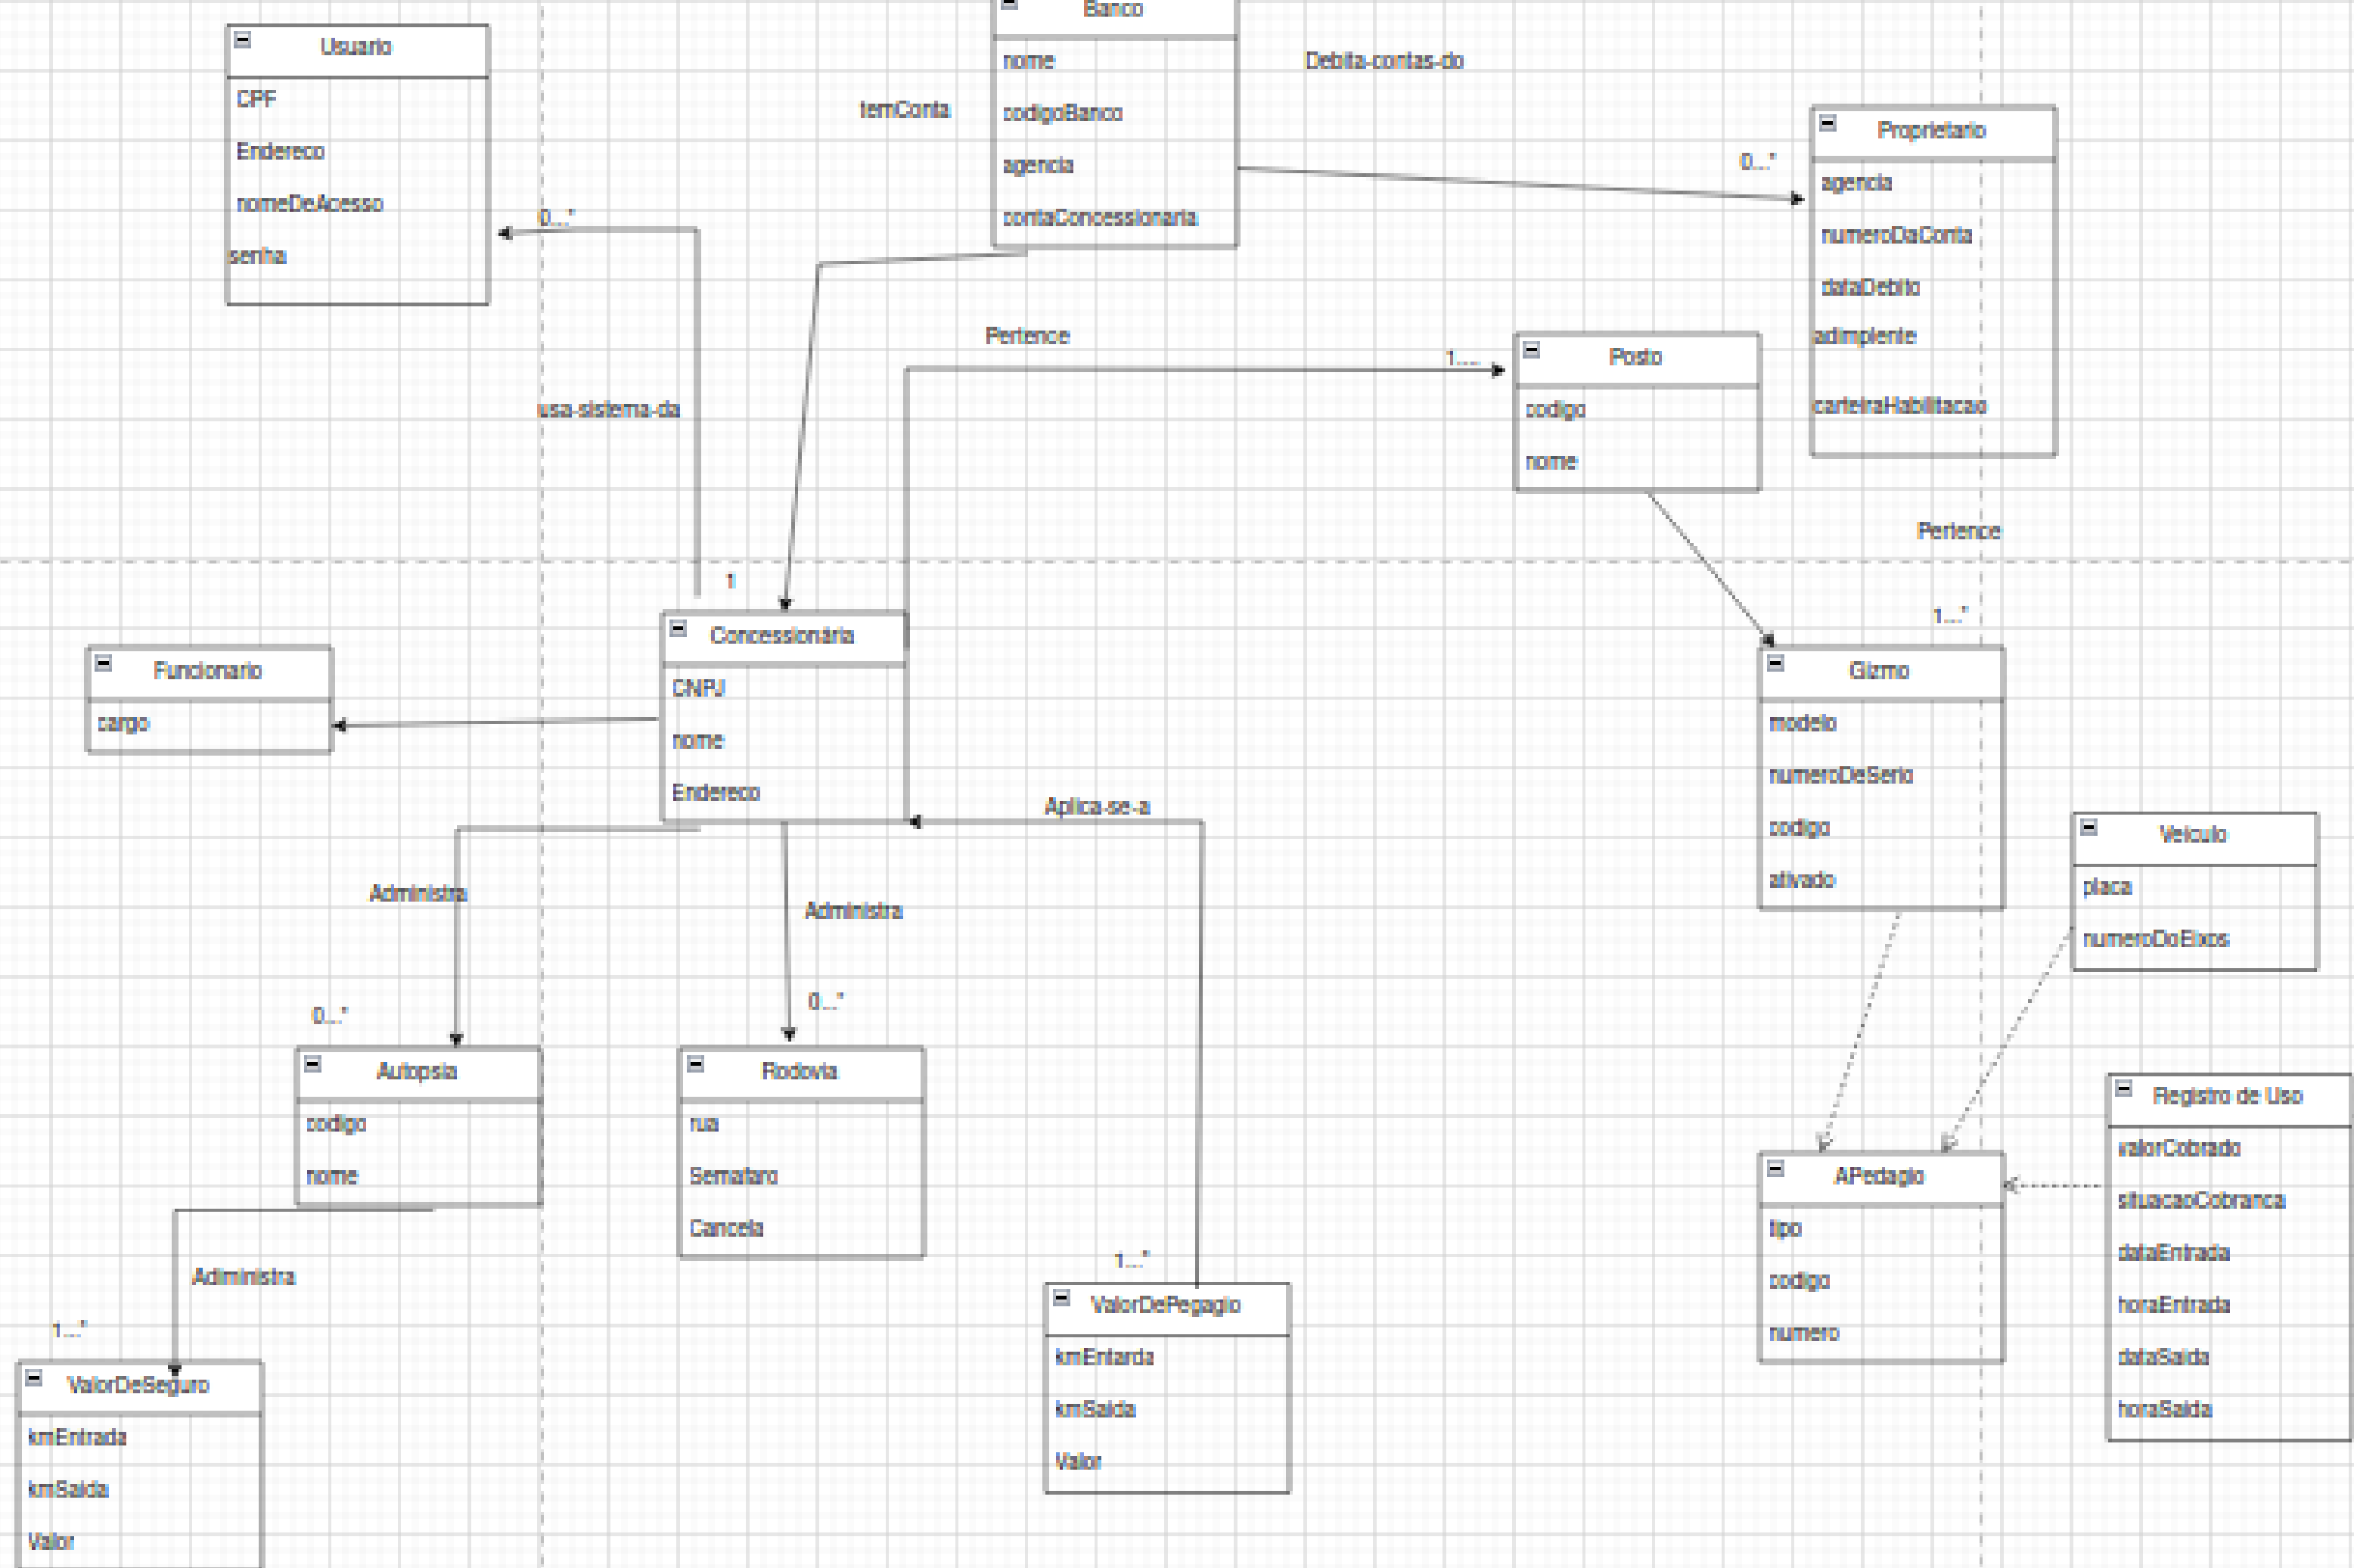 Banco
nome
codigoBanco
agencia
contaConcessionaria
Usuario
CPF
Endereco
nomeDeAcesso
senha
temConta
Debita-contas-do
0...*
Proprietario
agencia
numeroDaConta
dataDebito
adimplente
carteiraHabilitacao
0...*
usa-sistema-da
1
Pertence
1....
Posto
codigo
nome
Pertence
1...*
Concessionária
CNPJ
nome
Endereco
Funcionario
cargo
Gizmo
modelo
codigo
ativado
Aplica-se-a
Veiculo
placa
Administra
Administra
0...*
0...*
Autopsia
codigo
nome
Rodovia
rua
Semafaro
Cancela
APedagio
tipo
codigo
numero
Registro de Uso
valorCobrado
situacaoCobranca
dataEntrada
horaEntrada
dataSaida
horaSaida
Adiministra
1...*
ValorDeSeguro
kmEntrada
kmSaida
Valor
1...*
ValorDePegagio
kmEntarda
kmSaida
Valor